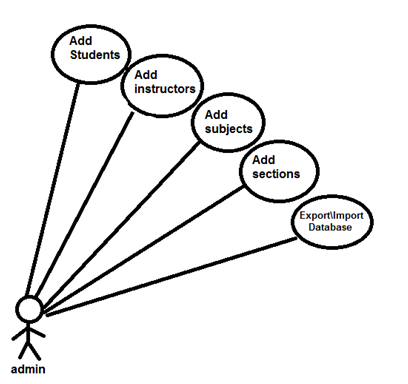 Add
Students
Add
instructors
Add
subjects
Add
sections
Export\Import
Database
admin